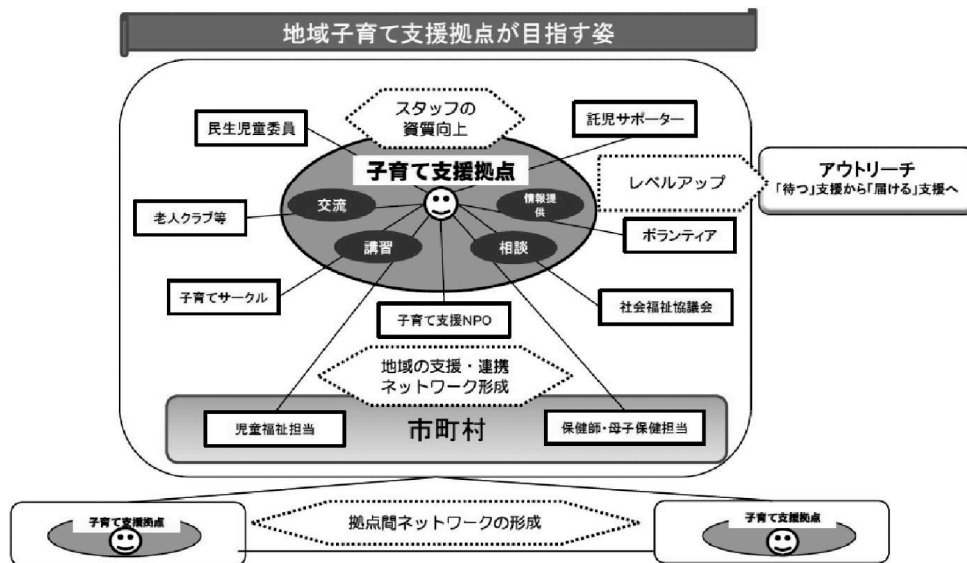 地域子育て支援拠点が目指す姿
スタッフの
資質向上
民生児童委員
託児サポーター
子育て支援拠点
レベルアップ
アウトリーチ
「待つ」支援から「届ける」支援へ
交流
情報提
供
老人クラブ等
ボランティア
講習
相談
子育てサークル
社会福祉協議会
子育て支援NPO
地域の支援・連携
ネットワーク形成
児童福祉担当
市町村
保健師・母子保健担当
子育て支援拠点
拠点間ネットワークの形成
子育て支援拠点